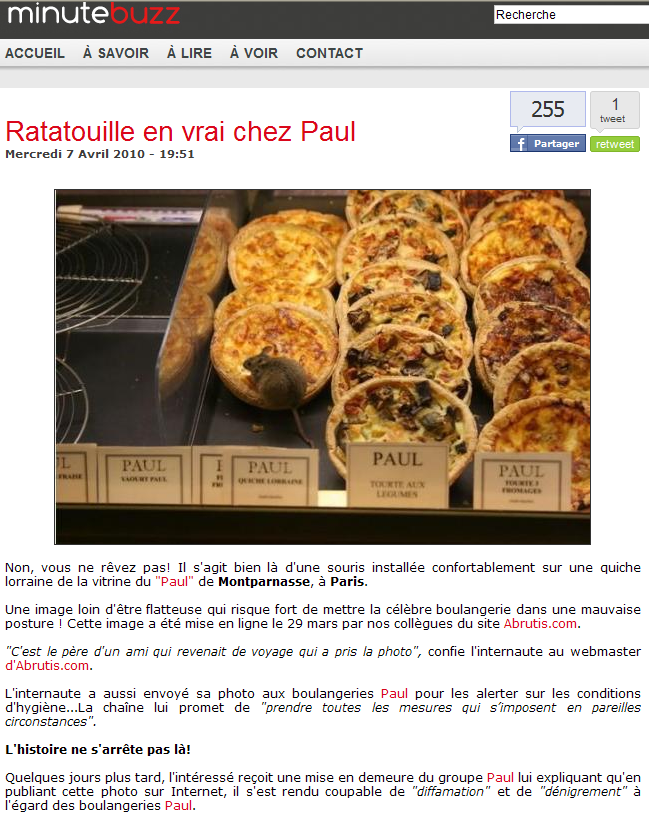 minutebuzz
Recherche
ACCUEIL À SAVOIR À LIRE À VOIR CONTACT
255
1
tweet
Partager
retweet
Ratatouille en vrai chez Paul
Mercredi 7 Avril 2010 - 19:51
UL
FRAISE
PAUL
YAOURT PAUL
PAUL
QUICHE LORRAINE
PAUL
TOURTE AUX
LEGUMES
PAUL
TOURTE 3
FROMAGES
Non, vous ne rêvez pas! Il s'agit bien là d'une souris installée confortablement sur une quiche
lorraine de la vitrine du "Paul" de Montparnasse, à Paris.
Une image loin d'être flatteuse qui risque fort de mettre la célèbre boulangerie dans une mauvaise
posture ! Cette image a été mise en ligne le 29 mars par nos collègues du site Abrutis.com.
"C'est le père d'un ami qui revenait de voyage qui a pris la photo", confie l'internaute au webmaster
d'Abrutis.com.
L'internaute a aussi envoyé sa photo aux boulangeries Paul pour les alerter sur les conditions
d'hygiène...La chaîne lui promet de "prendre toutes les mesures qui s'imposent en pareilles
circonstances".
L'histoire ne s'arrête pas là!
Quelques jours plus tard, l'intéressé reçoit une mise en demeure du groupe Paul lui expliquant qu'en
publiant cette photo sur Internet, il s'est rendu coupable de "diffamation" et de "dénigrement" à
l'égard des boulangeries Paul.